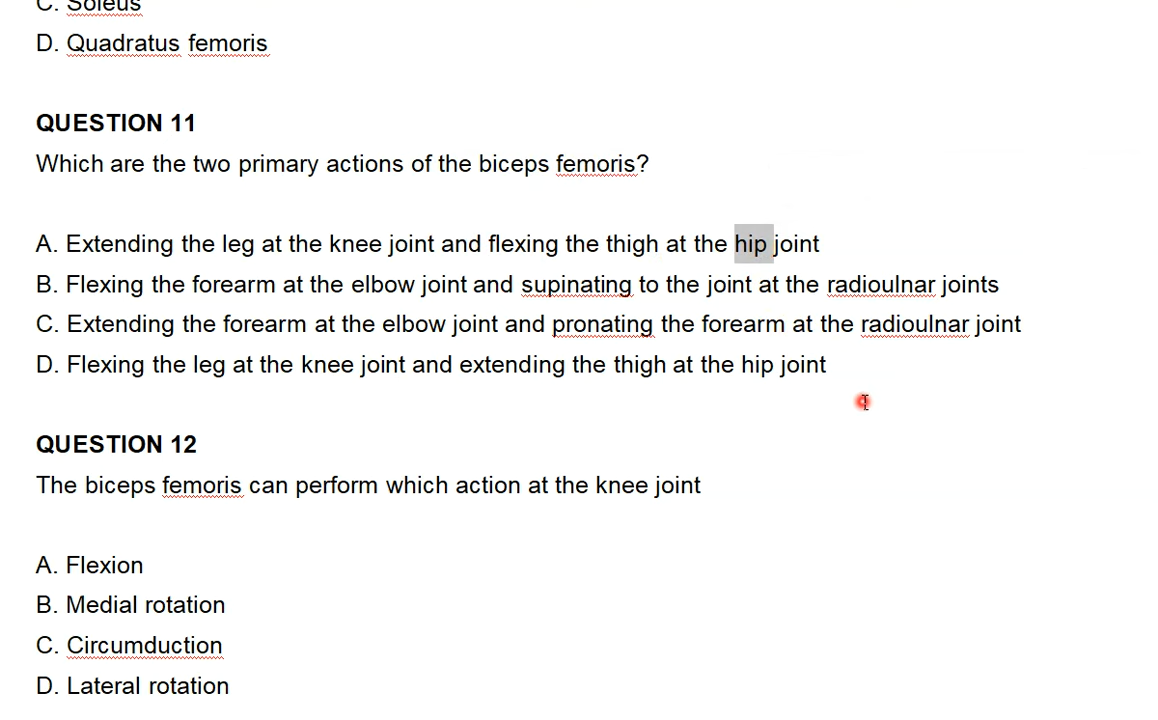 C. Soleus
D. Quadratus femoris
QUESTION 11
Which are the two primary actions of the biceps femoris?
A. Extending the leg at the knee joint and flexing the thigh at the hip joint
B. Flexing the forearm at the elbow joint and supinating to the joint at the radioulnar joints
C. Extending the forearm at the elbow joint and pronating the forearm at the radioulnar joint
D. Flexing the leg at the knee joint and extending the thigh at the hip joint
QUESTION 12
The biceps femoris can perform which action at the knee joint
A. Flexion
B. Medial rotation
C. Circumduction
D. Lateral rotation